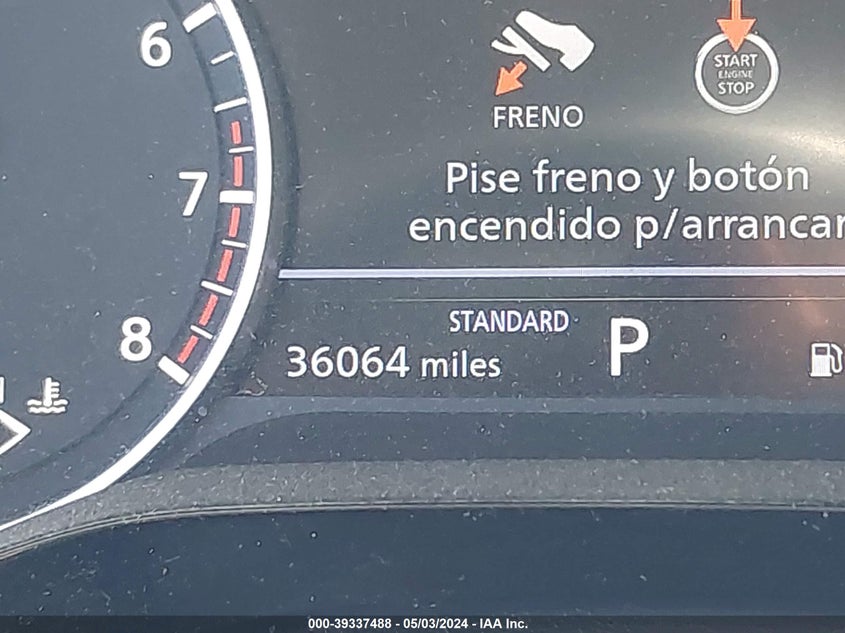 6
START
ENGINE
STOP
FRENO
Pise freno y botón
7
encendido p/arrancar
STANDARD
8
36064 miles
P
000-39337488 - 05/03/2024 - IAA Inc.